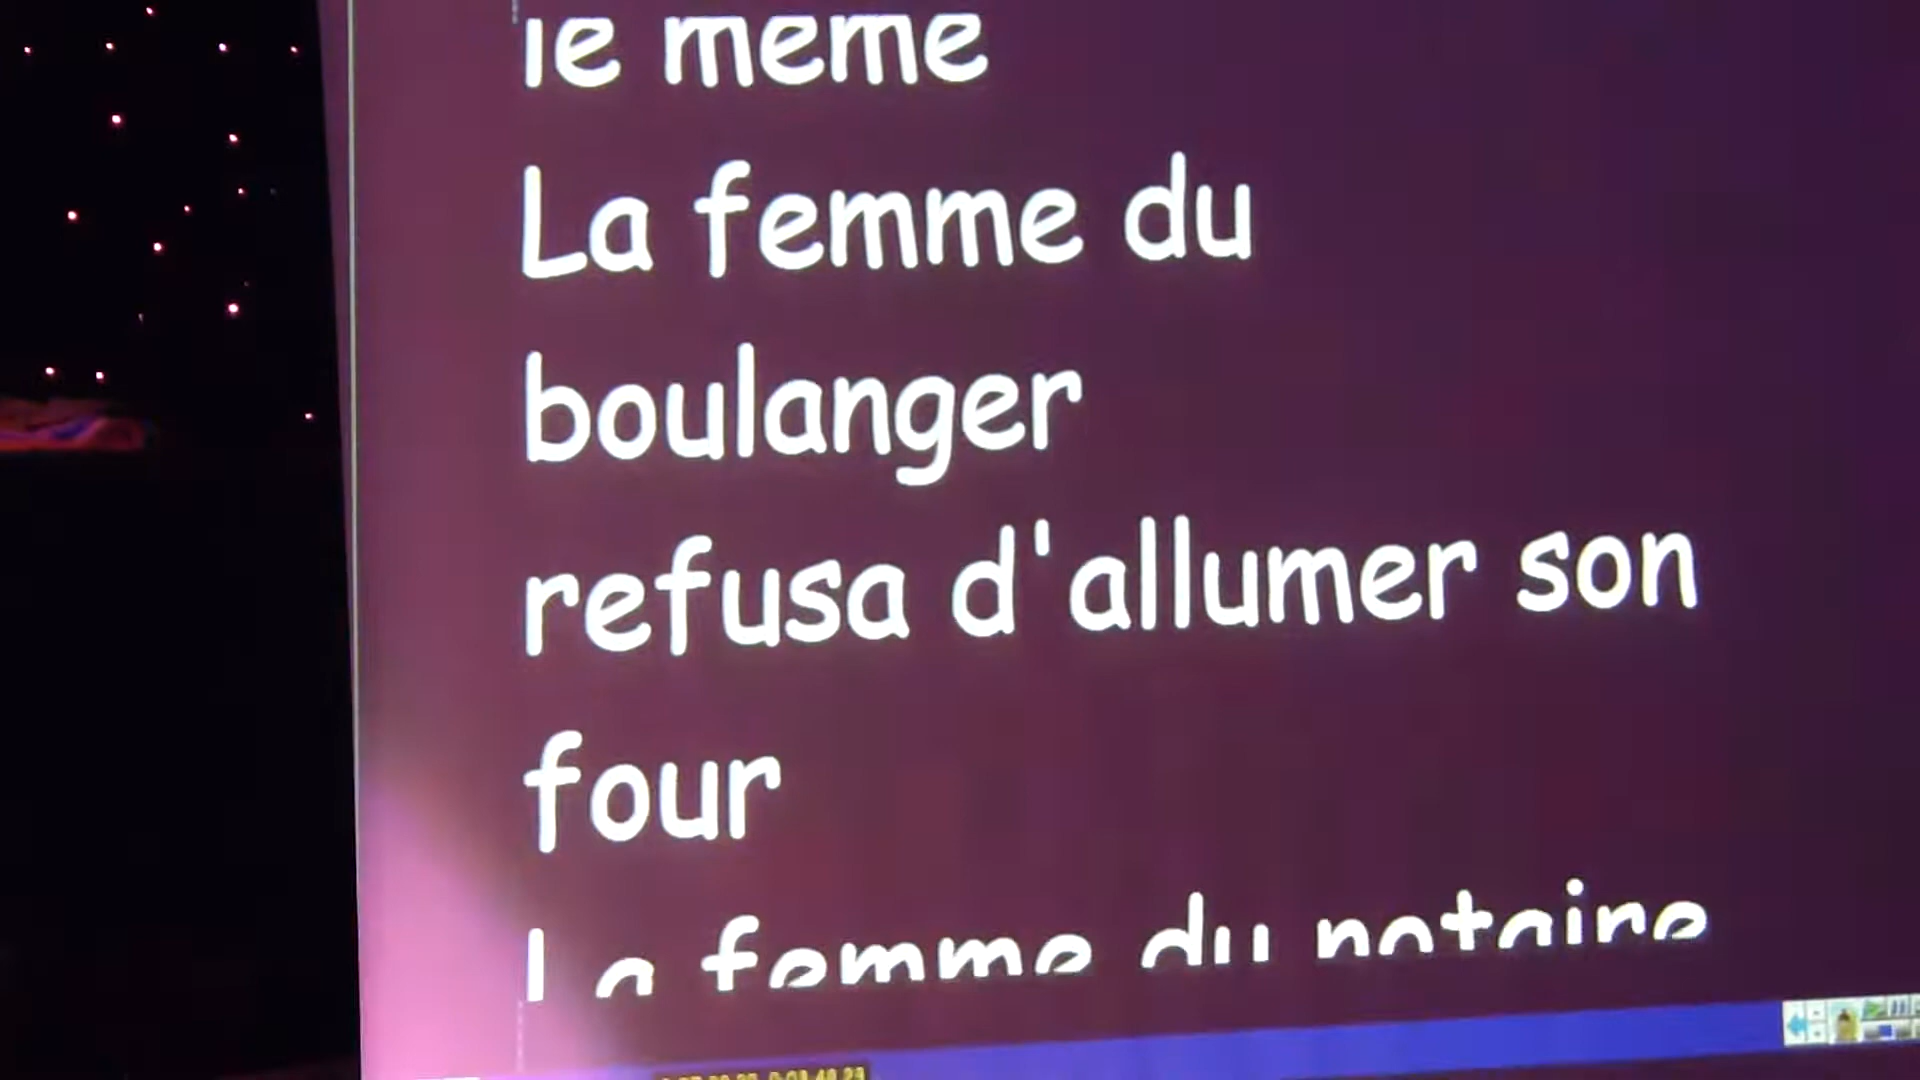 le meme
La femme du
boulanger
refusa d'allumer son
four
La femme du notaire